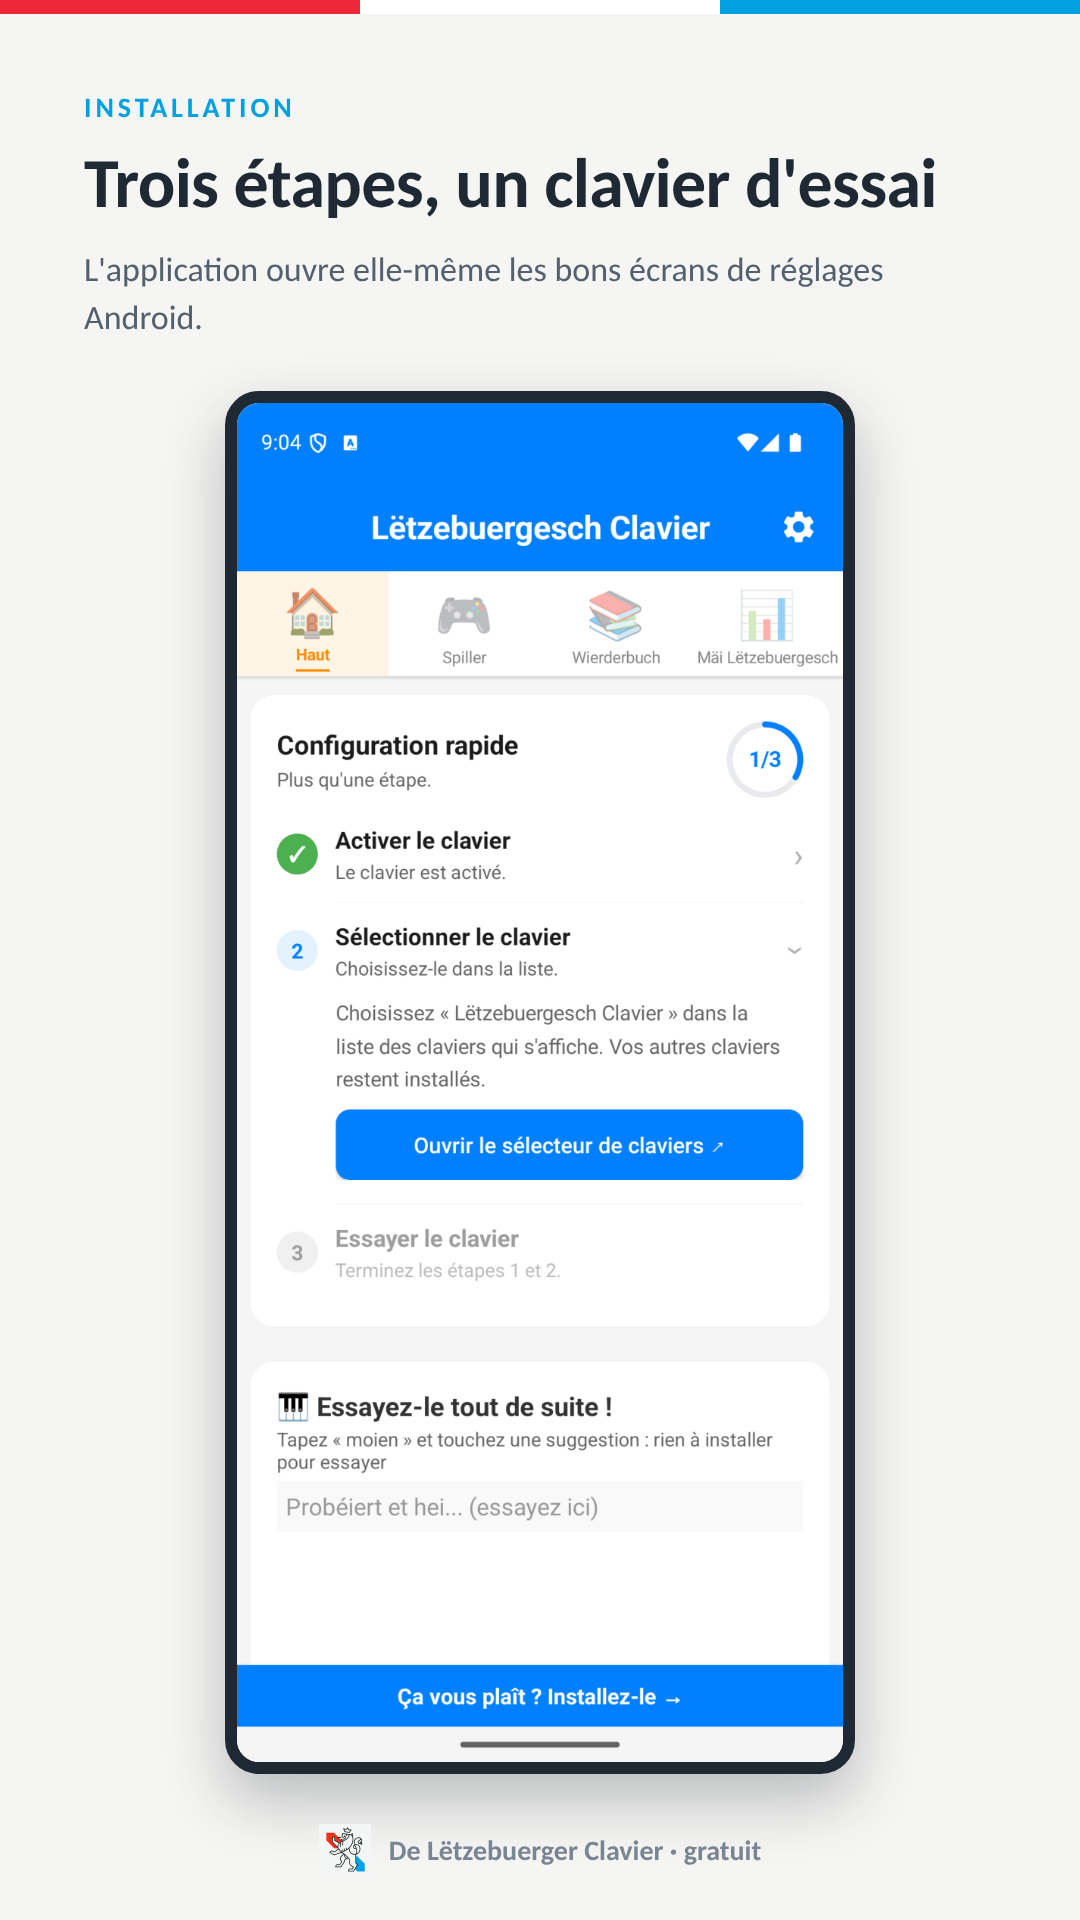 INSTALLATION
Trois étapes, un clavier d'essai
L'application ouvre elle-même les bons écrans de réglages
Android.
9:04
A
Lëtzebuergesch Clavier
Haut
Spiller
Wierderbuch
Mäi Lëtzebuergesch
Configuration rapide
Plus qu'une étape.
1/3
✓
Activer le clavier
Le clavier est activé.
›
2
Sélectionner le clavier
Choisissez-le dans la liste.
Choisissez « Lëtzebuergesch Clavier » dans la
liste des claviers qui s'affiche. Vos autres claviers
restent installés.
Ouvrir le sélecteur de claviers ↗
3
Essayer le clavier
Terminez les étapes 1 et 2.
🎹 Essayez-le tout de suite !
Tapez « moien » et touchez une suggestion : rien à installer
pour essayer
Probéiert et hei... (essayez ici)
Ça vous plaît ? Installez-le →
De Lëtzebuerger Clavier · gratuit